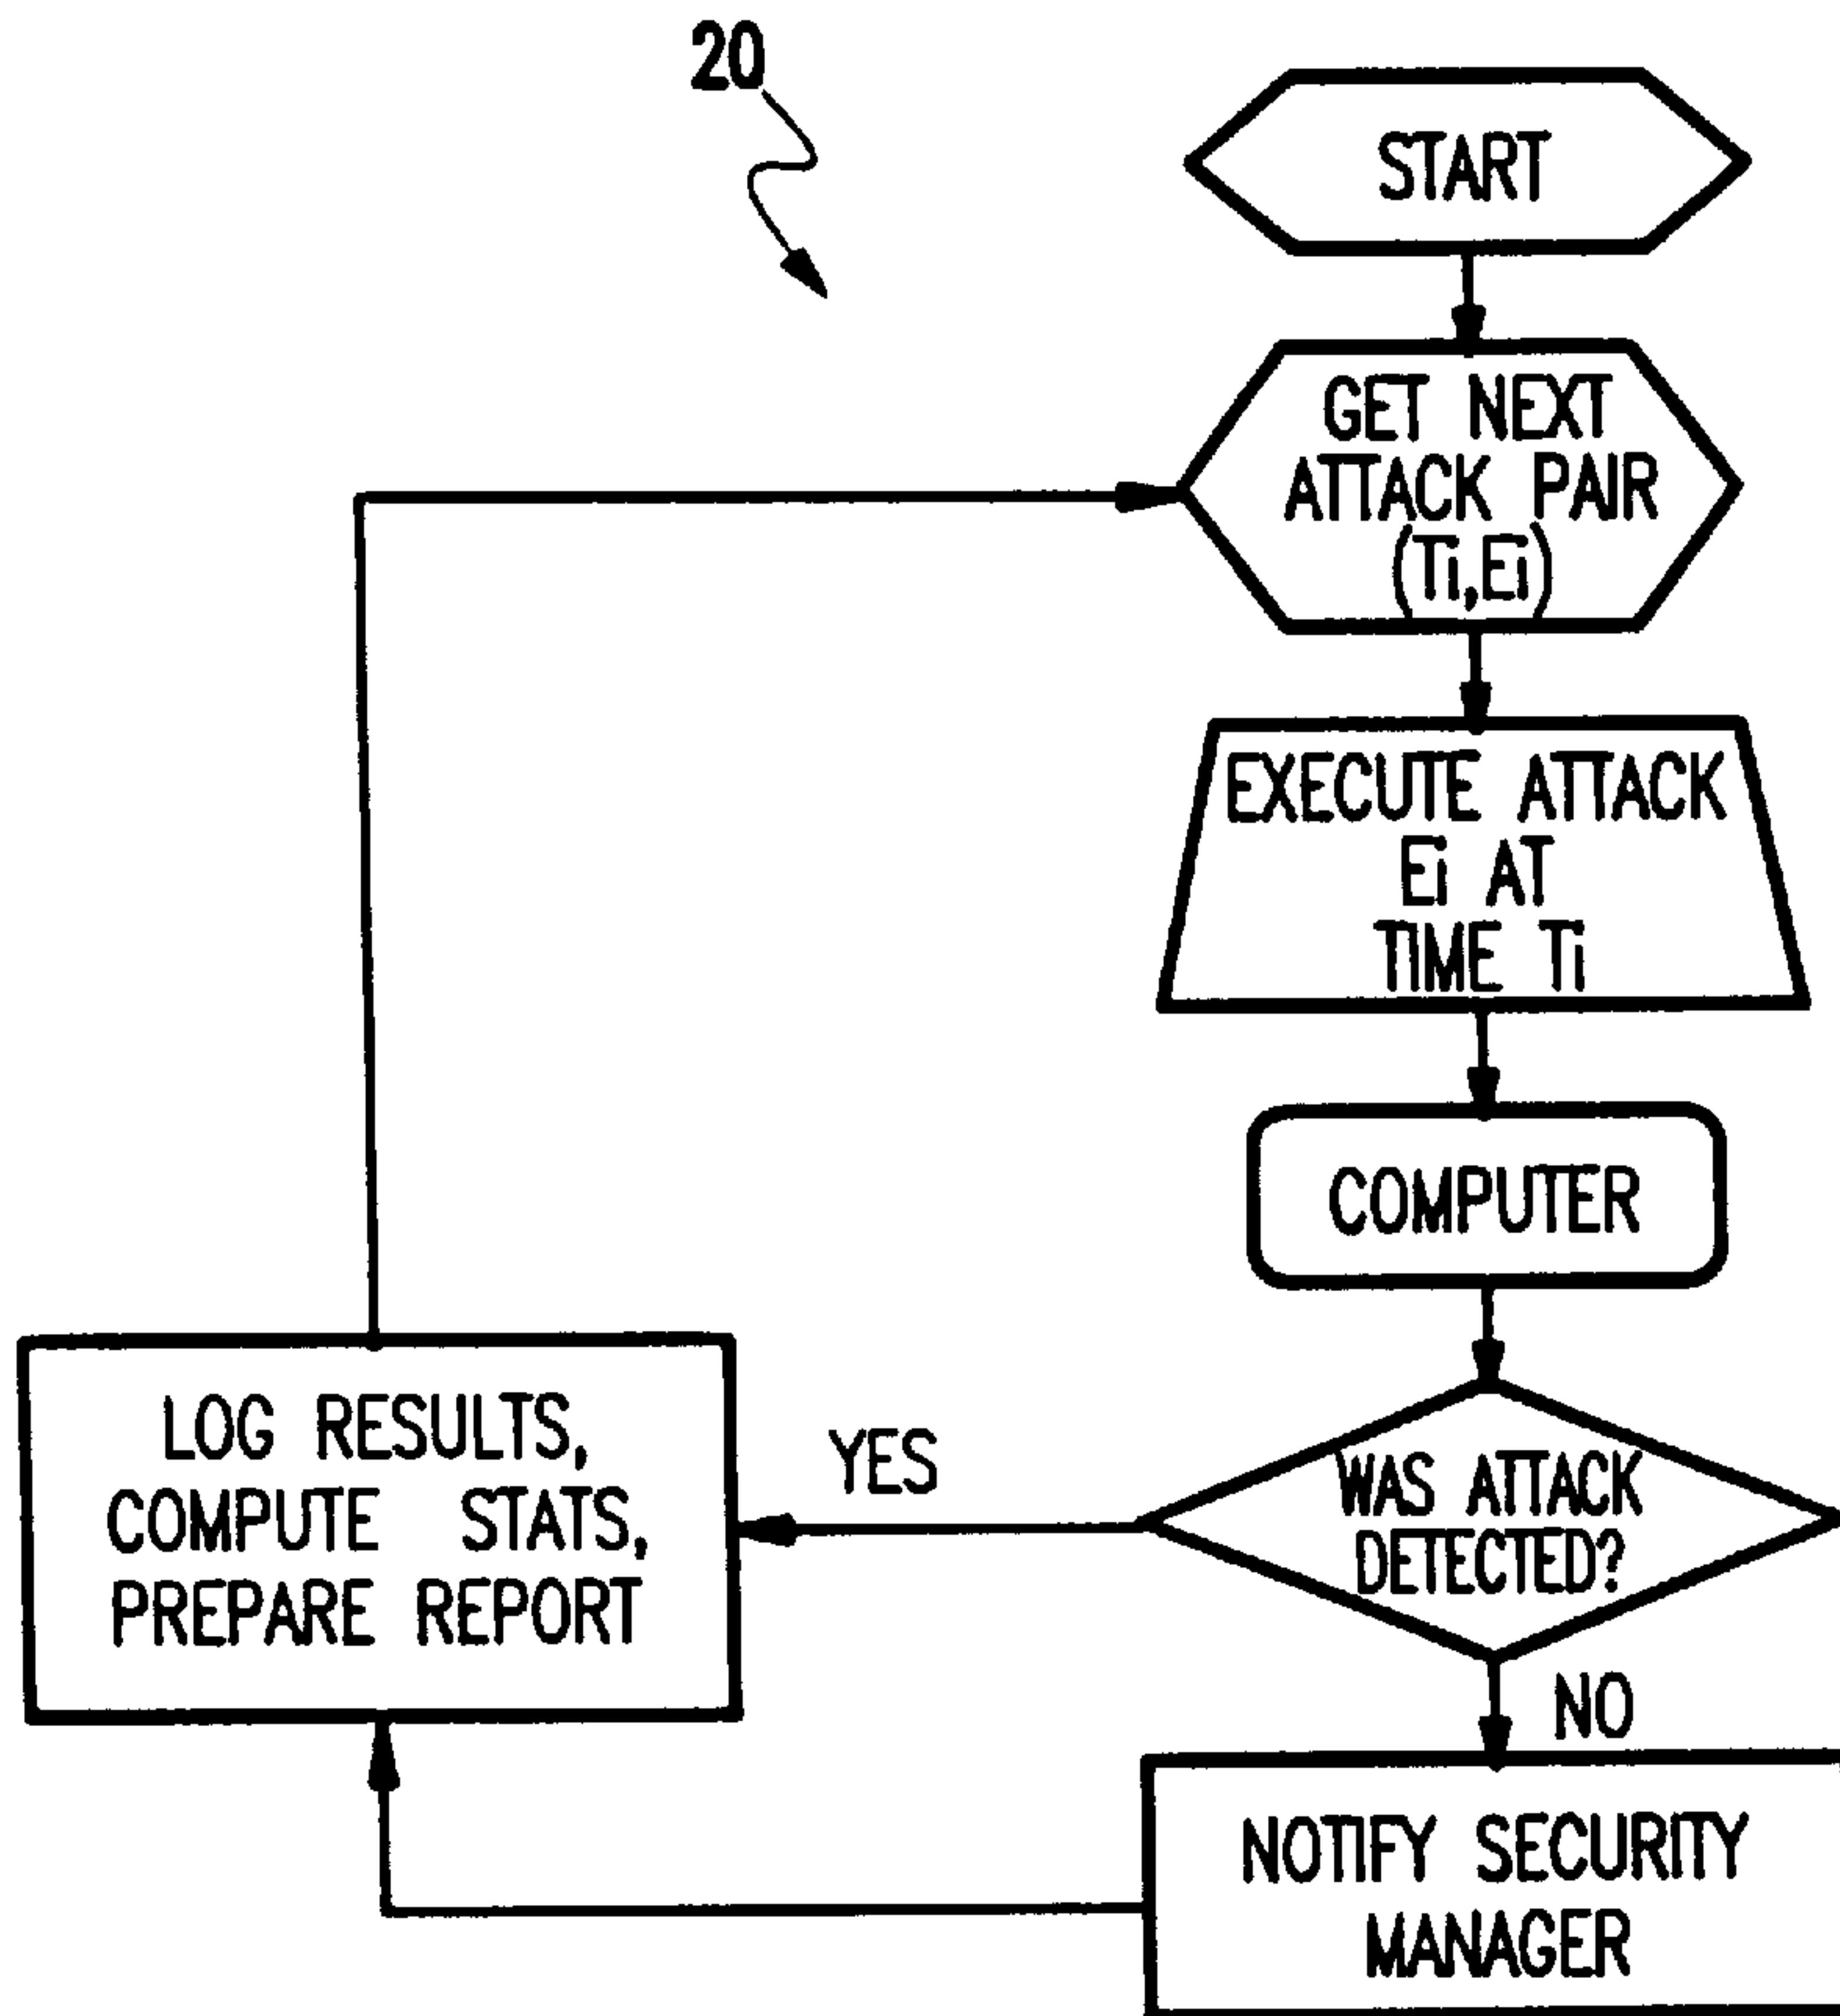 20
START
GET NEXT
ATTACK PAIR
(Ti,Ei)
EXECUTE ATTACK
Ei AT
TIME Ti
COMPUTER
WAS ATTACK
DETECTED?
YES
LOG RESULTS,
COMPUTE STATS,
PREPARE REPORT
NO
NOTIFY SECURITY
MANAGER